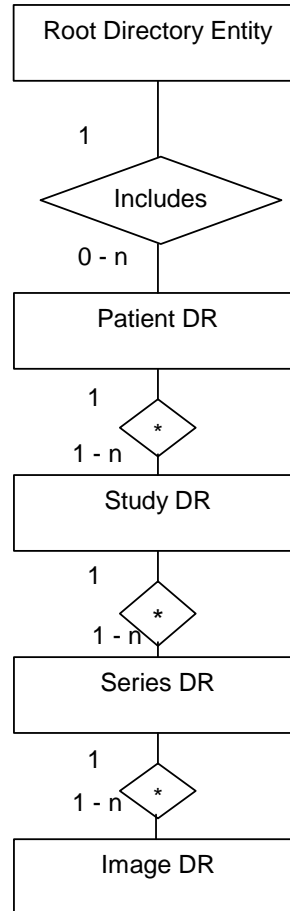 Root Directory Entity
1
Includes
0 - n
Patient DR
1
*
1 - n
Study DR
1
*
1 - n
Series DR
1
*
1 - n
Image DR